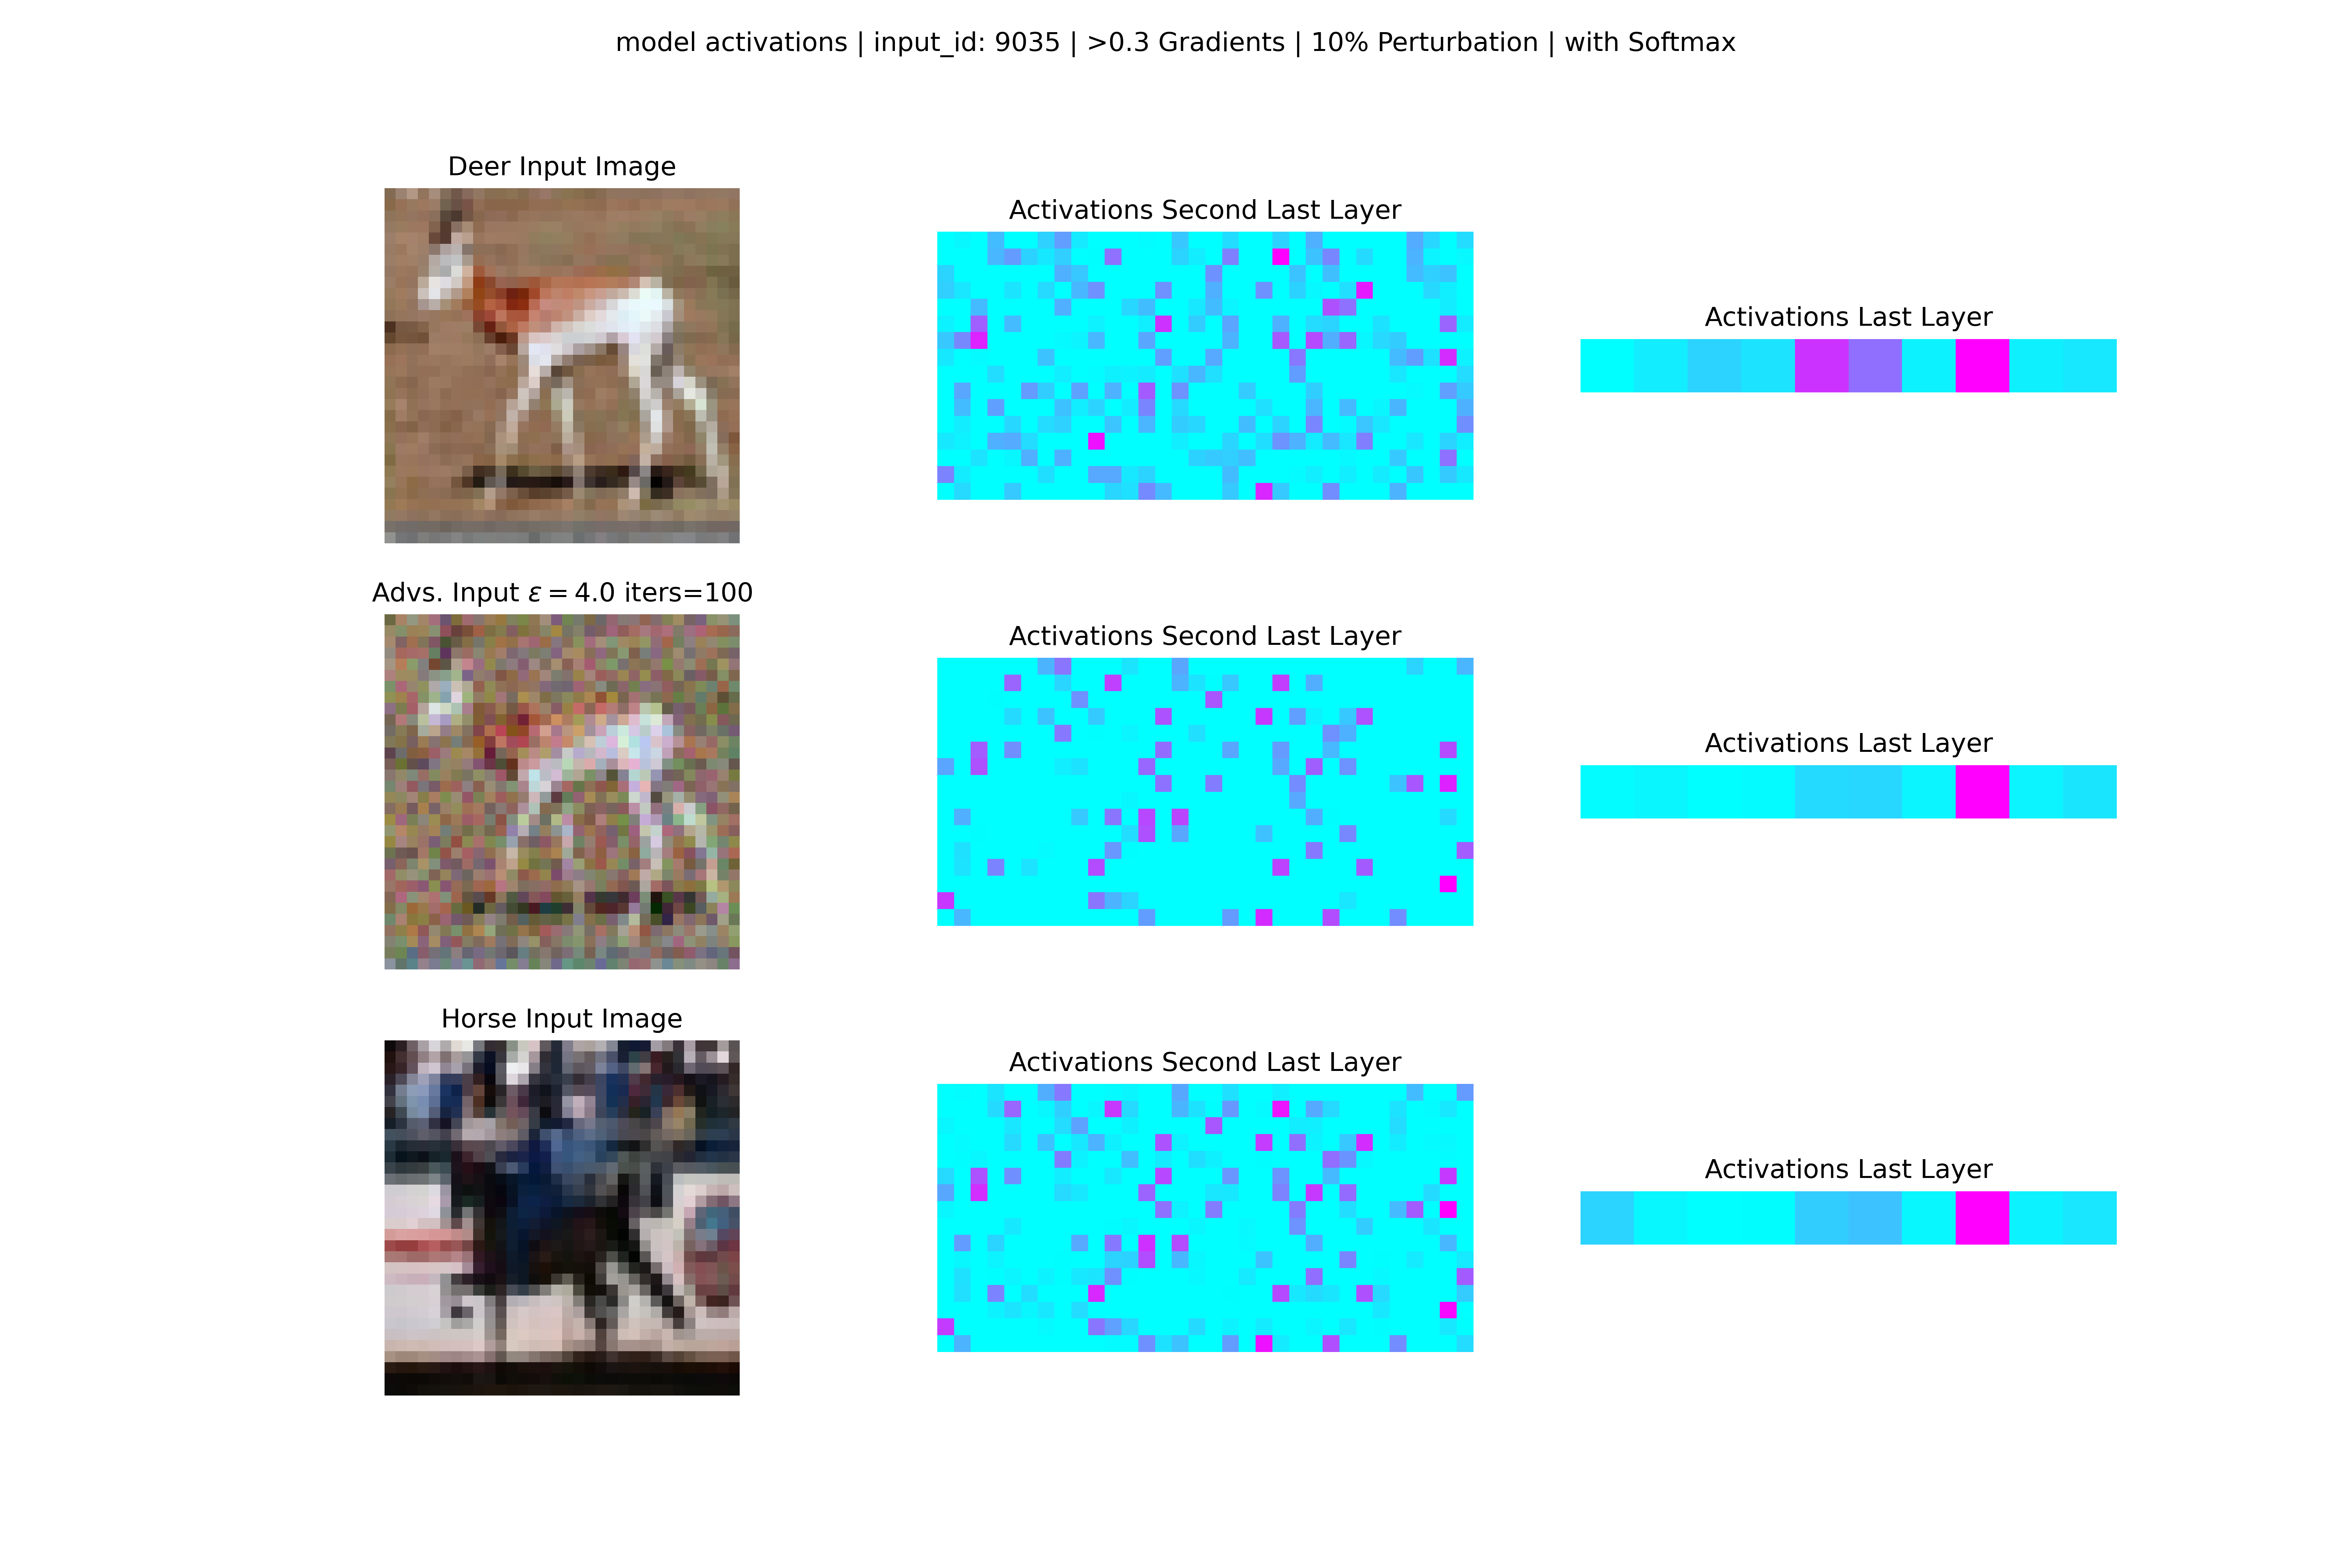 model activations | input_id: 9035 | >0.3 Gradients | 10% Perturbation | with Softmax
Deer Input Image
Activations Second Last Layer
Activations Last Layer
Advs. Input ε = 4.0 iters=100
Activations Second Last Layer
Activations Last Layer
Horse Input Image
Activations Second Last Layer
Activations Last Layer